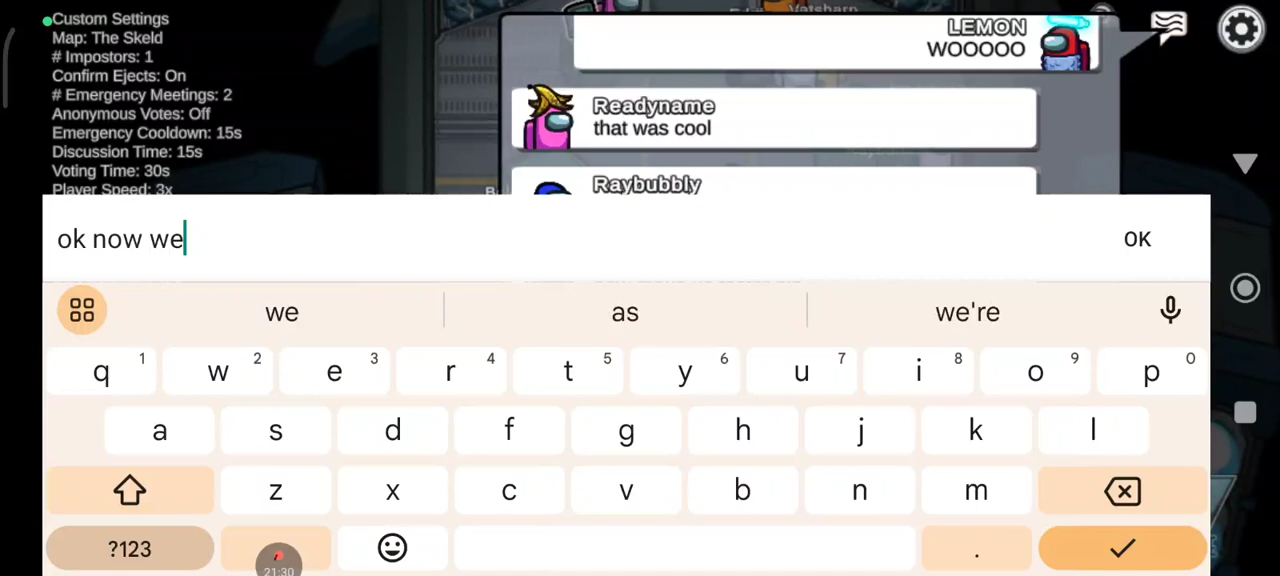 Custom Settings
Map: The Skeld
# Impostors: 1
Confirm Ejects: On
# Emergency Meetings: 2
Anonymous Votes: Off
Emergency Cooldown: 15s
Discussion Time: 15s
Voting Time: 30s
Player Speed: 3x
LEMON
WOOOOO
Readyname
that was cool
Raybubbly
ok now we
OK
we as we're
q 1 w 2 e 3 r 4 t 5 y 6 u 7 i 8 o 9 p 0
a s d f g h j k l
z x c v b n m
?123 .
21:30